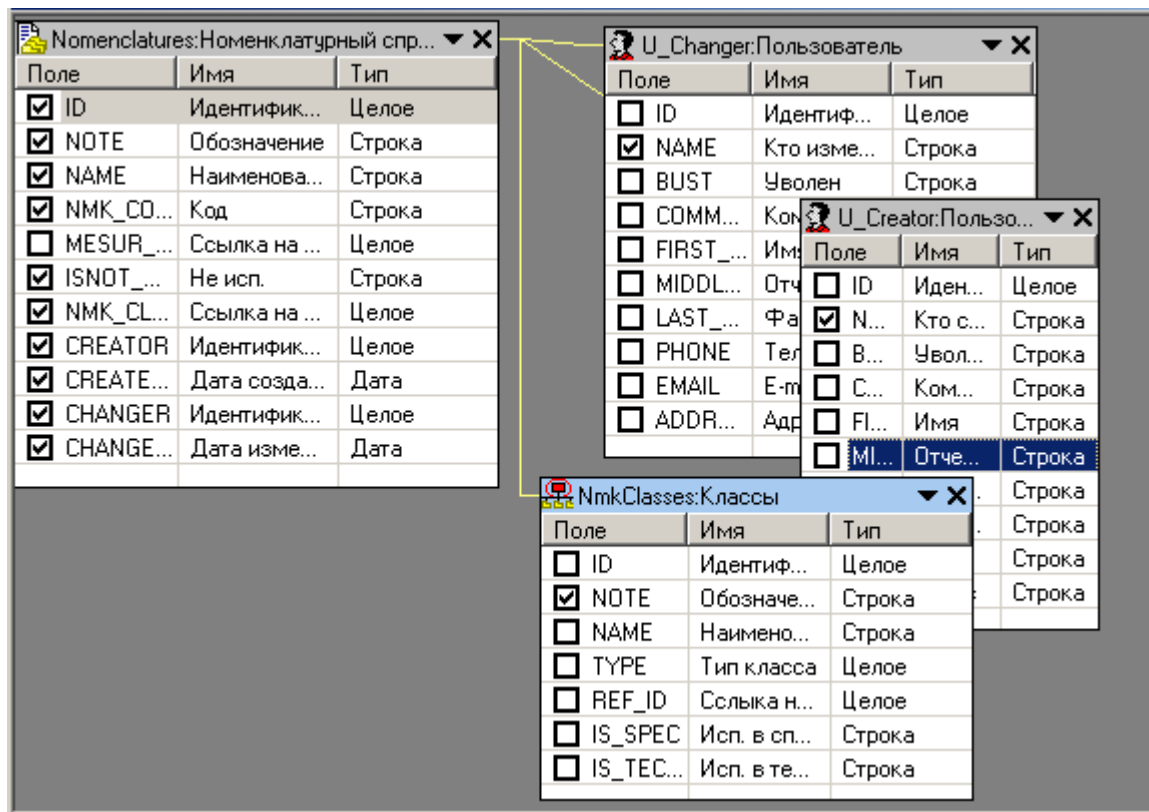 Nomenclatures:Номенклатурный спр...
Поле Имя Тип
ID Идентифик... Целое
NOTE Обозначение Строка
NAME Наименова... Строка
NMK_CO... Код Строка
MESUR_... Ссылка на ... Целое
ISNOT_... Не исп. Строка
NMK_CL... Ссылка на ... Целое
CREATOR Идентифик... Целое
CREATE... Дата созда... Дата
CHANGER Идентифик... Целое
CHANGE... Дата изме... Дата
U_Changer:Пользователь
Поле Имя Тип
ID Идентиф... Целое
NAME Кто изме... Строка
BUST Уволен Строка
COMM... Ком
FIRST_... Имя
MIDDL... Отч
LAST_... Фа
PHONE Тел
EMAIL E-m
ADDR... Адр
U_Creator:Пользо...
Поле Имя Тип
ID Иден... Целое
N... Кто с... Строка
B... Увол... Строка
C... Ком... Строка
FI... Имя Строка
MI... Отче... Строка
Строка
Строка
Строка
Строка
NmkClasses:Классы
Поле Имя Тип
ID Идентиф... Целое
NOTE Обозначе... Строка
NAME Наимено... Строка
TYPE Тип класса Целое
REF_ID Сслыка н... Целое
IS_SPEC Исп. в сп... Строка
IS_TEC... Исп. в те... Строка